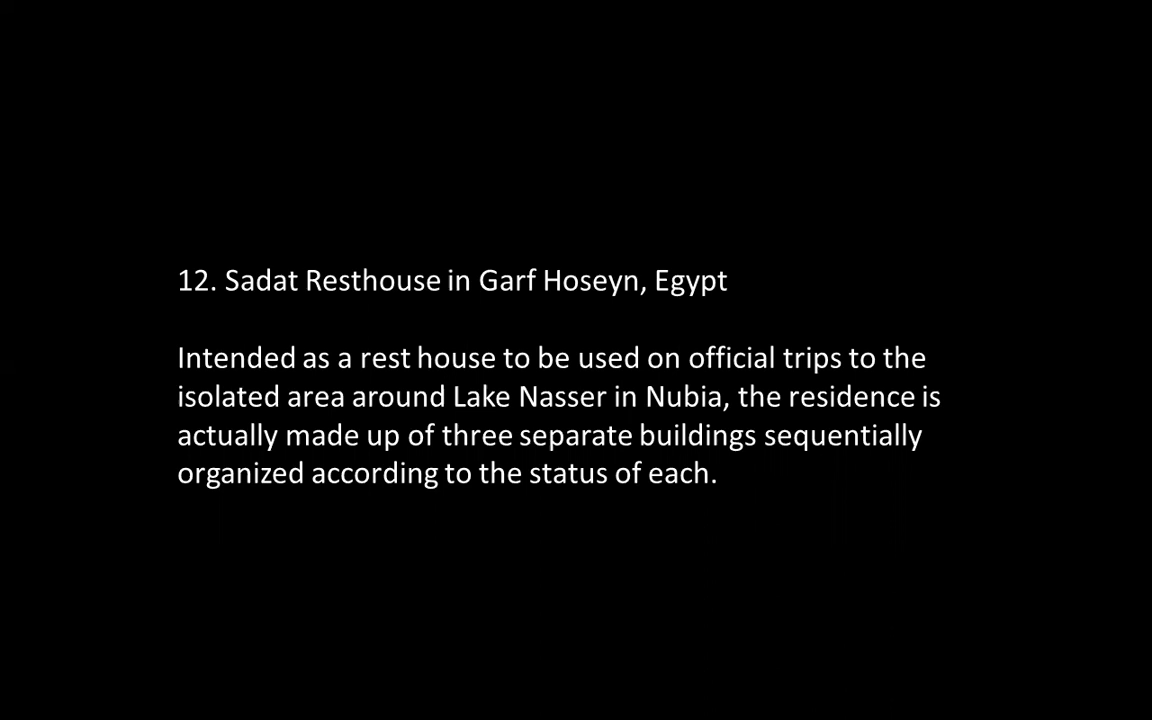 12. Sadat Resthouse in Garf Hoseyn, Egypt
Intended as a rest house to be used on official trips to the
isolated area around Lake Nasser in Nubia, the residence is
actually made up of three separate buildings sequentially
organized according to the status of each.